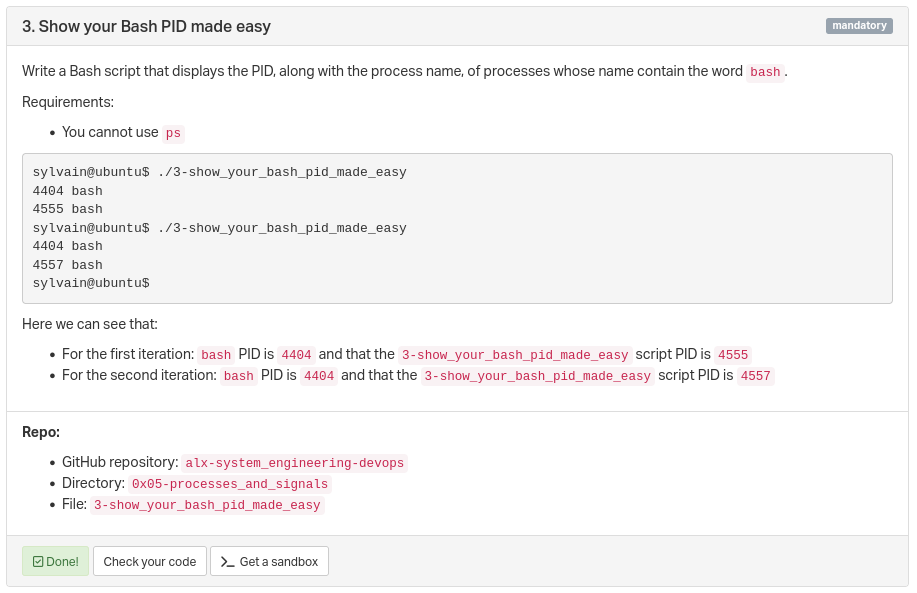 3. Show your Bash PID made easy
mandatory
Write a Bash script that displays the PID, along with the process name, of processes whose name contain the word bash.
Requirements:
• You cannot use ps
sylvain@ubuntu$ ./3-show_your_bash_pid_made_easy
4404 bash
4555 bash
sylvain@ubuntu$ ./3-show_your_bash_pid_made_easy
4404 bash
4557 bash
sylvain@ubuntu$
Here we can see that:
• For the first iteration: bash PID is 4404 and that the 3-show_your_bash_pid_made_easy script PID is 4555
• For the second iteration: bash PID is 4404 and that the 3-show_your_bash_pid_made_easy script PID is 4557
Repo:
• GitHub repository: alx-system_engineering-devops
• Directory: 0x05-processes_and_signals
• File: 3-show_your_bash_pid_made_easy
Done! Check your code >_ Get a sandbox